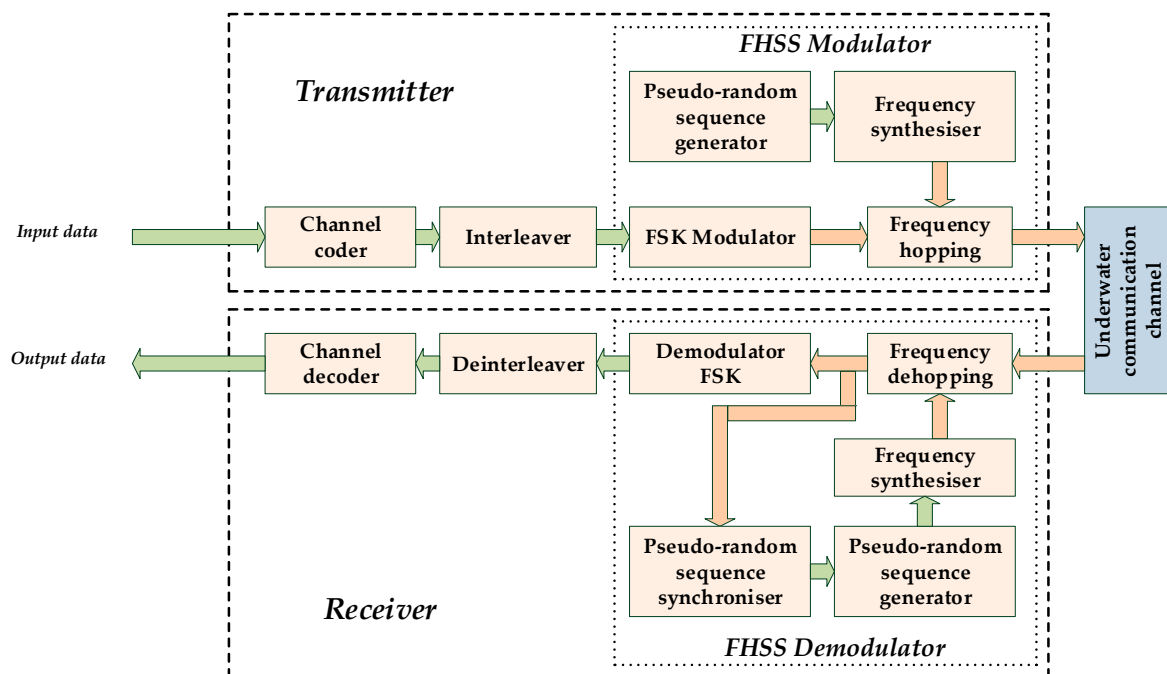 FHSS Modulator
Transmitter
Pseudo-random
sequence
generator
Frequency
synthesiser
Input data
Channel
coder
Interleaver
FSK Modulator
Frequency
hopping
Underwater
communication
channel
Output data
Channel
decoder
Deinterleaver
Demodulator
FSK
Frequency
dehopping
Frequency
synthesiser
Pseudo-random
sequence
synchroniser
Pseudo-random
sequence
generator
Receiver
FHSS Demodulator